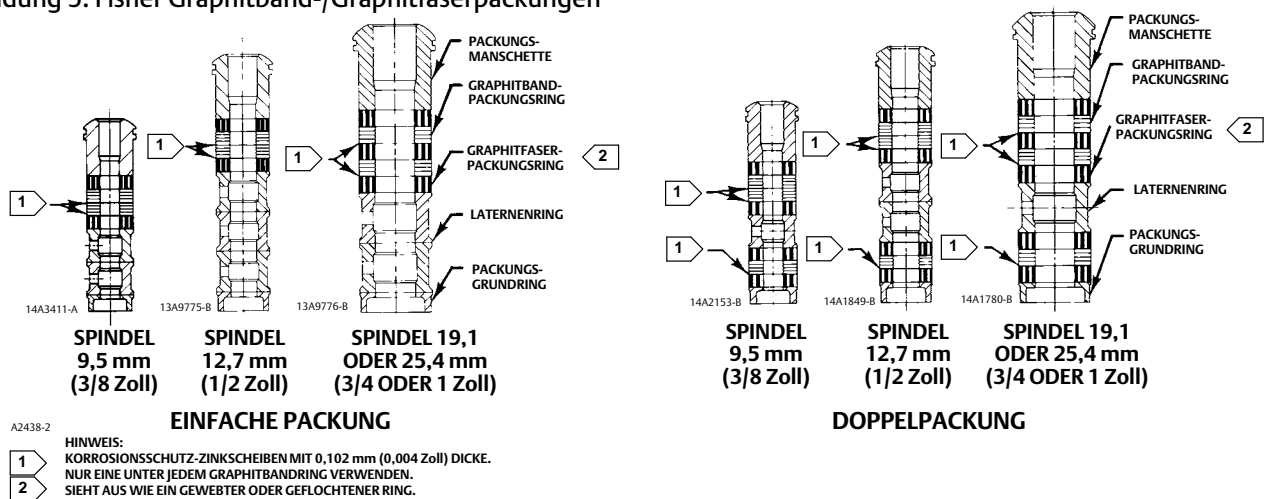 Fisher Graphitband-/Graphitfaserpackungen
PACKUNGS-
MANSCHETTE
GRAPHITBAND-
PACKUNGSRING
GRAPHITFASER-
PACKUNGSRING
2
LATERNENRING
PACKUNGS-
GRUNDRING
1
1
1
14A3411-A
13A9775-B
13A9776-B
SPINDEL
9,5 mm
(3/8 Zoll)
SPINDEL
12,7 mm
(1/2 Zoll)
SPINDEL 19,1
ODER 25,4 mm
(3/4 ODER 1 Zoll)
EINFACHE PACKUNG
PACKUNGS-
MANSCHETTE
GRAPHITBAND-
PACKUNGSRING
GRAPHITFASER-
PACKUNGSRING
2
LATERNENRING
PACKUNGS-
GRUNDRING
1
1
1
1
1
1
14A2153-B
14A1849-B
14A1780-B
SPINDEL
9,5 mm
(3/8 Zoll)
SPINDEL
12,7 mm
(1/2 Zoll)
SPINDEL 19,1
ODER 25,4 mm
(3/4 ODER 1 Zoll)
DOPPELPACKUNG
A2438-2
HINWEIS:
1 KORROSIONSSCHUTZ-ZINKSCHEIBEN MIT 0,102 mm (0,004 Zoll) DICKE.
NUR EINE UNTER JEDEM GRAPHITBANDRING VERWENDEN.
2 SIEHT AUS WIE EIN GEWEBTER ODER GEFLOCHTENER RING.